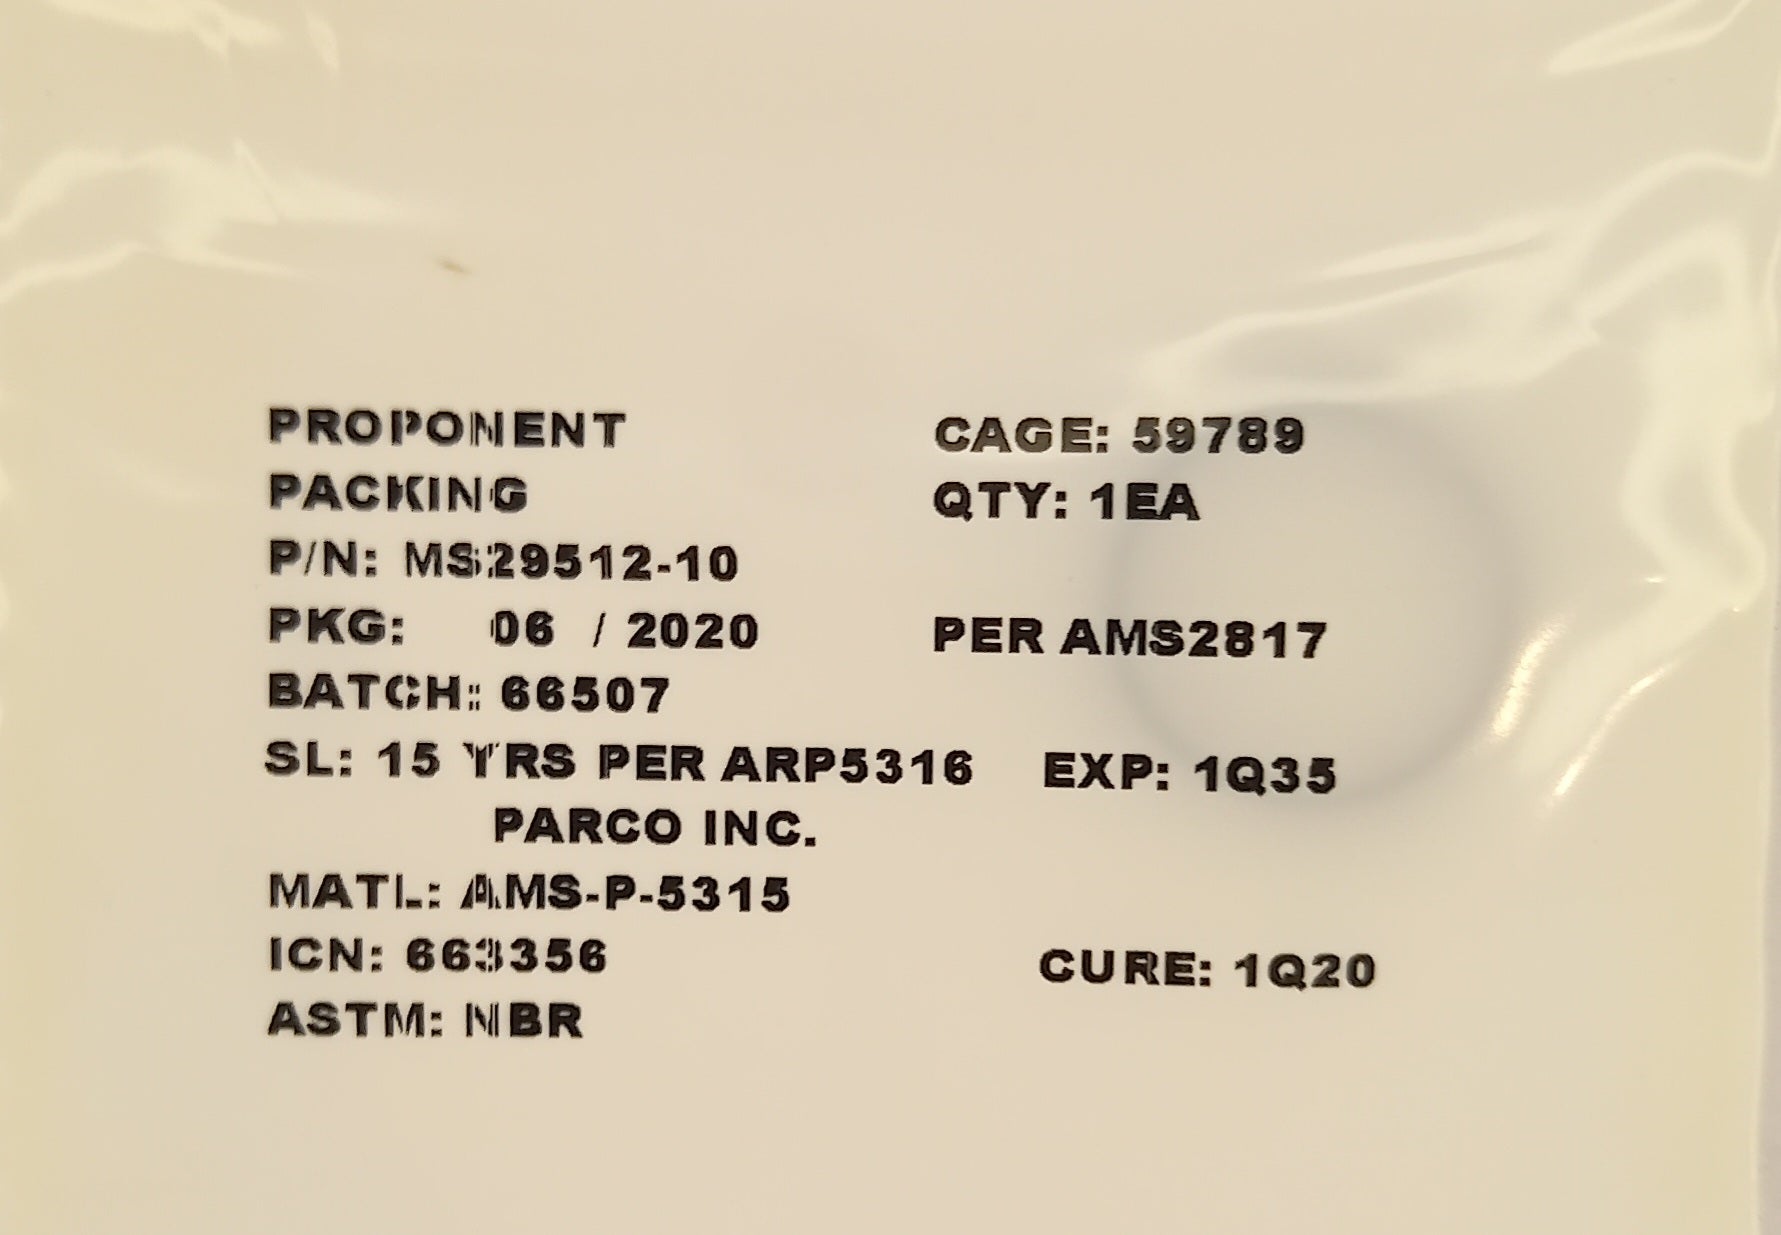 PROPONENT CAGE: 59789
PACKING QTY: 1EA
P/N: MS29512-10
PKG: 06 / 2020 PER AMS2817
BATCH: 66507
SL: 15 YRS PER ARP5316 EXP: 1Q35
PARCO INC.
MATL: AMS-P-5315
ICN: 663356 CURE: 1Q20
ASTM: NBR